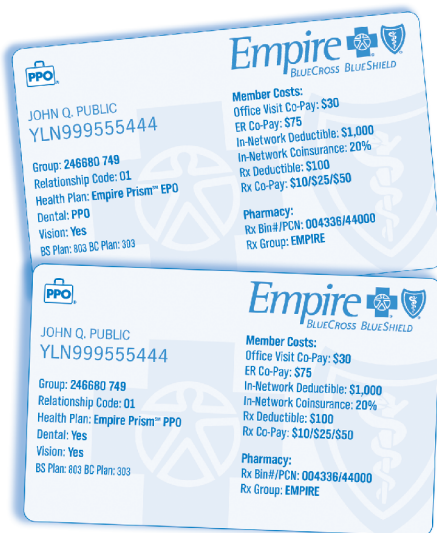 PPO®
Empire
BLUECROSS BLUESHIELD
JOHN Q. PUBLIC
YLN999555444
Group: 246680 749
Relationship Code: 01
Health Plan: Empire Prism℠ EPO
Dental: PPO
Vision: Yes
BS Plan: 803 BC Plan: 303
Member Costs:
Office Visit Co-Pay: $30
ER Co-Pay: $75
In-Network Deductible: $1,000
In-Network Coinsurance: 20%
Rx Deductible: $100
Rx Co-Pay: $10/$25/$50
Pharmacy:
Rx Bin#/PCN: 004336/44000
Rx Group: EMPIRE
PPO®
Empire
BLUECROSS BLUESHIELD
JOHN Q. PUBLIC
YLN999555444
Group: 246680 749
Relationship Code: 01
Health Plan: Empire Prism℠ PPO
Dental: Yes
Vision: Yes
BS Plan: 803 BC Plan: 303
Member Costs:
Office Visit Co-Pay: $30
ER Co-Pay: $75
In-Network Deductible: $1,000
In-Network Coinsurance: 20%
Rx Deductible: $100
Rx Co-Pay: $10/$25/$50
Pharmacy:
Rx Bin#/PCN: 004336/44000
Rx Group: EMPIRE